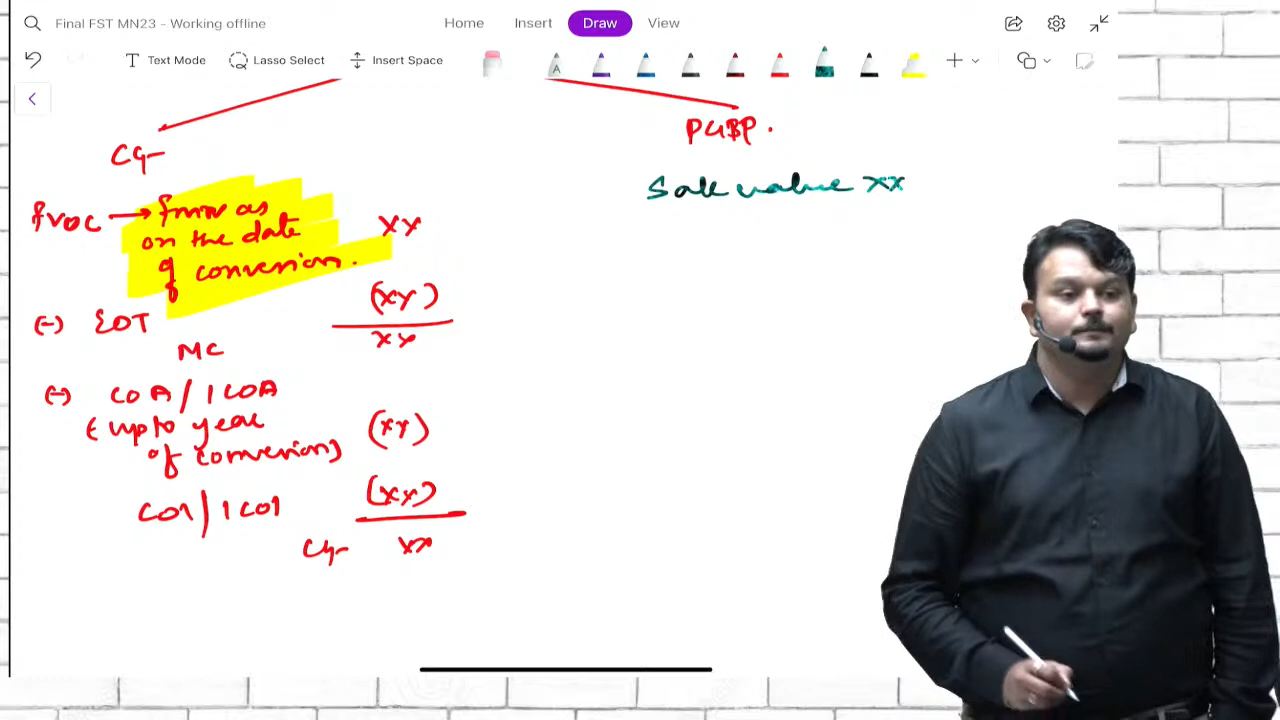 Final FST MN23 - Working offline
Home Insert Draw View
Text Mode Lasso Select Insert Space
A
CG
PGBP.
Sale value XX
FVOC → FMV as
on the date
of conversion.
XX
(-) EOT (XX)
XX
MC
(-) COA / ICOA
(upto year
of conversion)
(XX)
COI / ICOI (XX)
CG XX